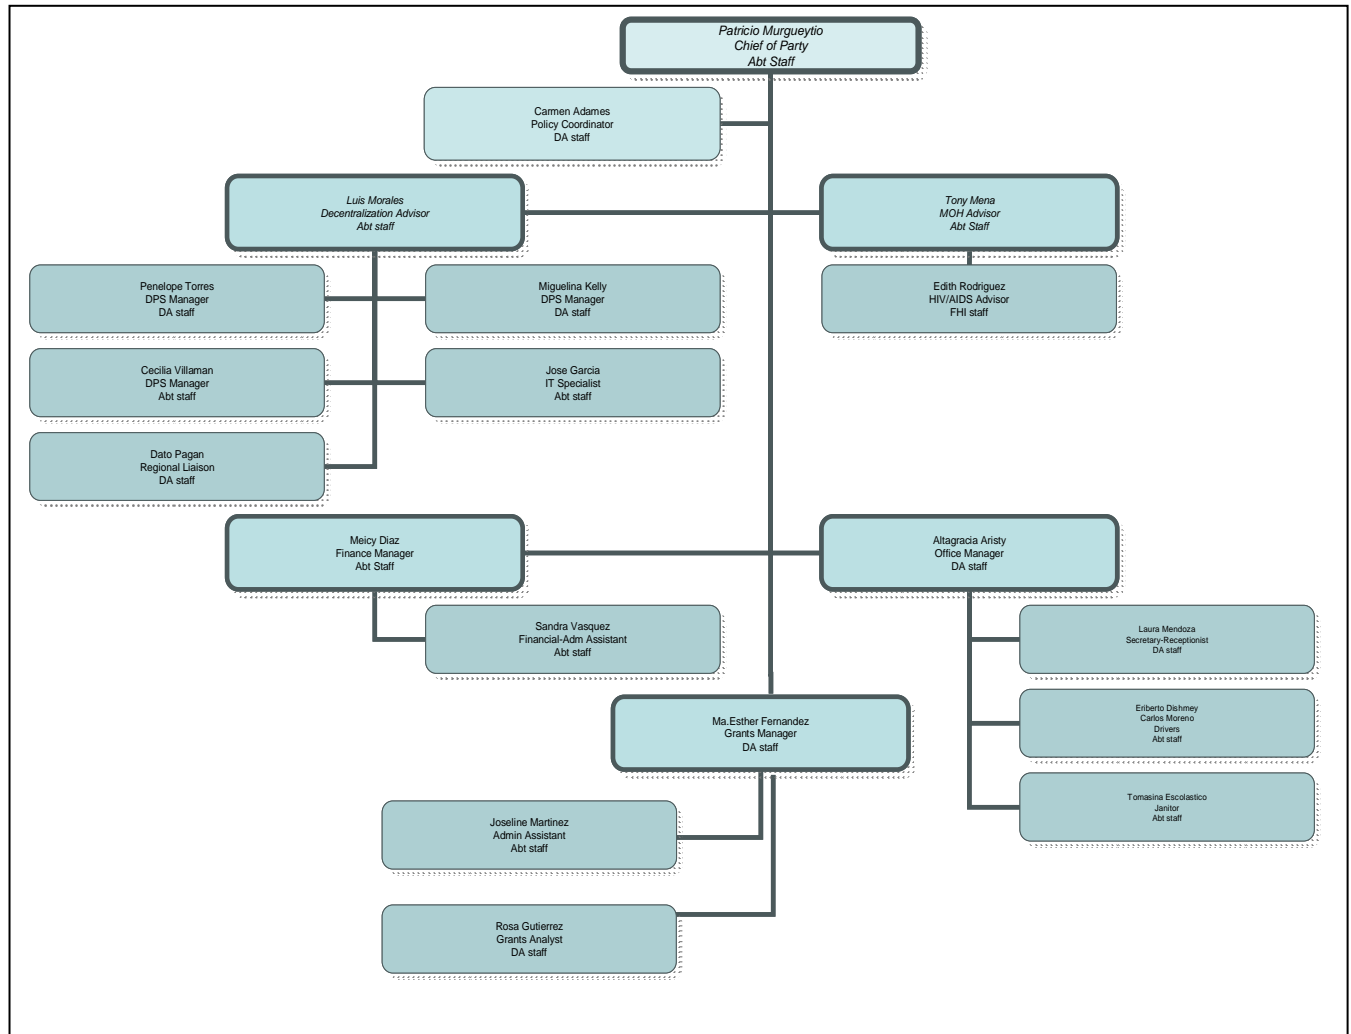 Patricio Murgueytio
Chief of Party
Abt Staff
Carmen Adames
Policy Coordinator
DA staff
Luis Morales
Decentralization Advisor
Abt staff
Tony Mena
MOH Advisor
Abt Staff
Penelope Torres
DPS Manager
DA staff
Miguelina Kelly
DPS Manager
DA staff
Edith Rodriguez
HIV/AIDS Advisor
FHI staff
Cecilia Villaman
DPS Manager
Abt staff
Jose Garcia
IT Specialist
Abt staff
Dato Pagan
Regional Liaison
DA staff
Meicy Diaz
Finance Manager
Abt Staff
Altagracia Aristy
Office Manager
DA staff
Sandra Vasquez
Financial-Adm Assistant
Abt staff
Laura Mendoza
Secretary-Receptionist
DA staff
Ma.Esther Fernandez
Grants Manager
DA staff
Eriberto Dishmey
Carlos Moreno
Drivers
Abt staff
Tomasina Escolastico
Janitor
Abt staff
Joseline Martinez
Admin Assistant
Abt staff
Rosa Gutierrez
Grants Analyst
DA staff